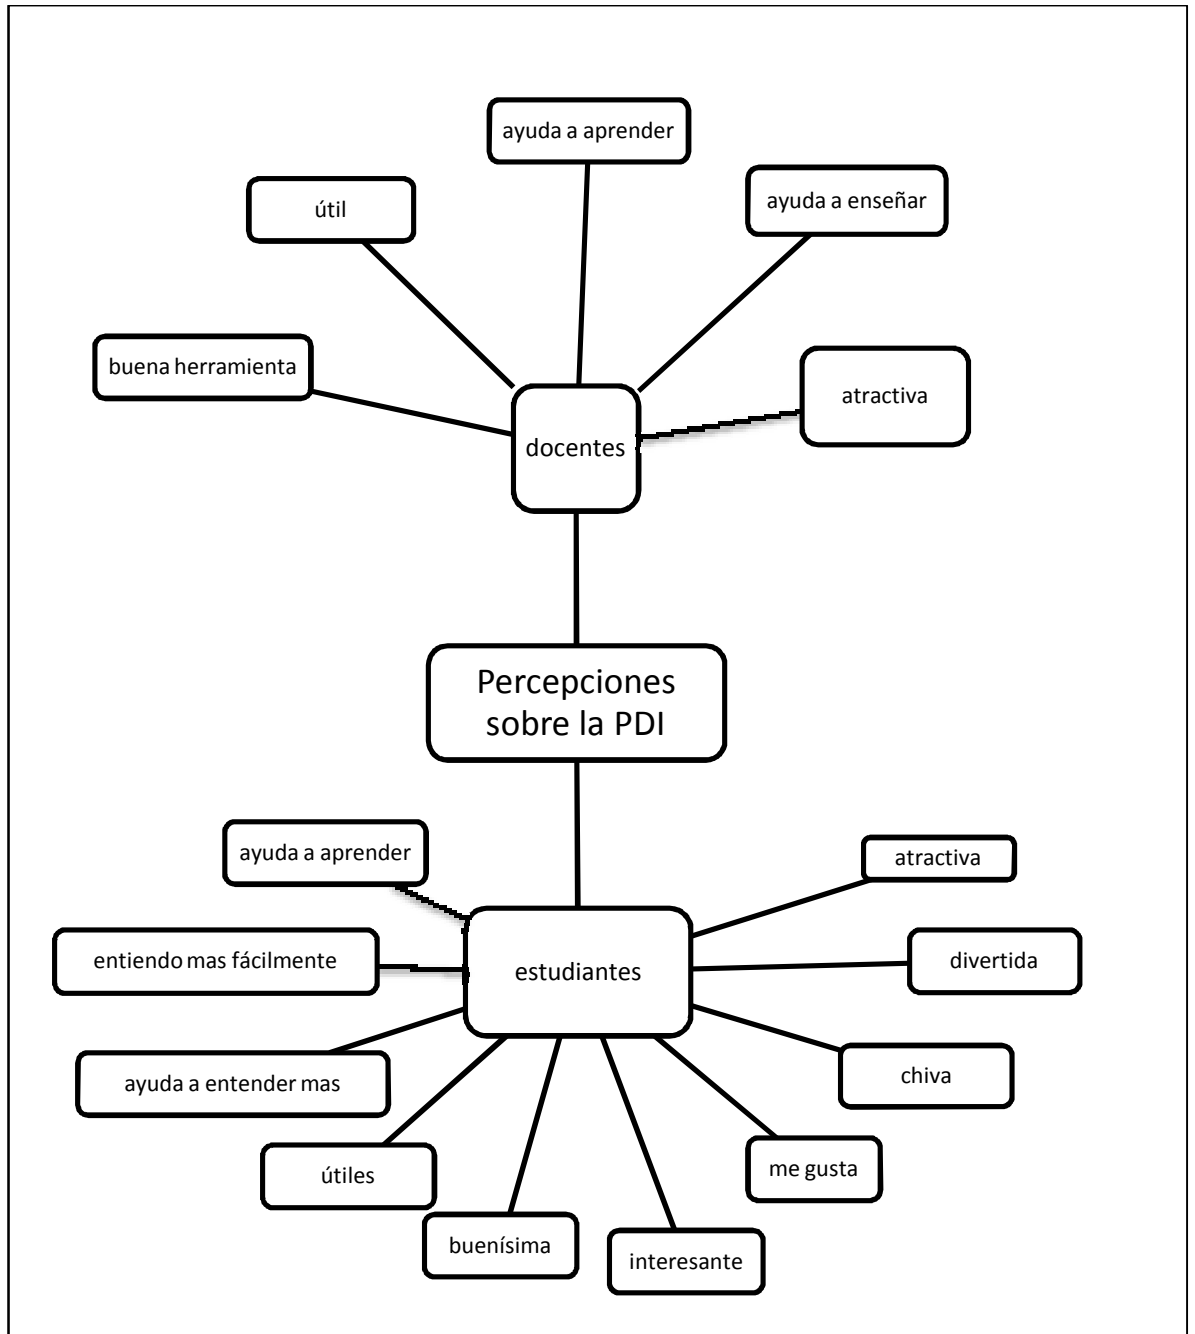 ayuda a aprender
ayuda a enseñar
útil
buena herramienta
atractiva
docentes
Percepciones
sobre la PDI
ayuda a aprender
atractiva
entiendo mas fácilmente
estudiantes
divertida
ayuda a entender mas
chiva
útiles
me gusta
buenísima
interesante